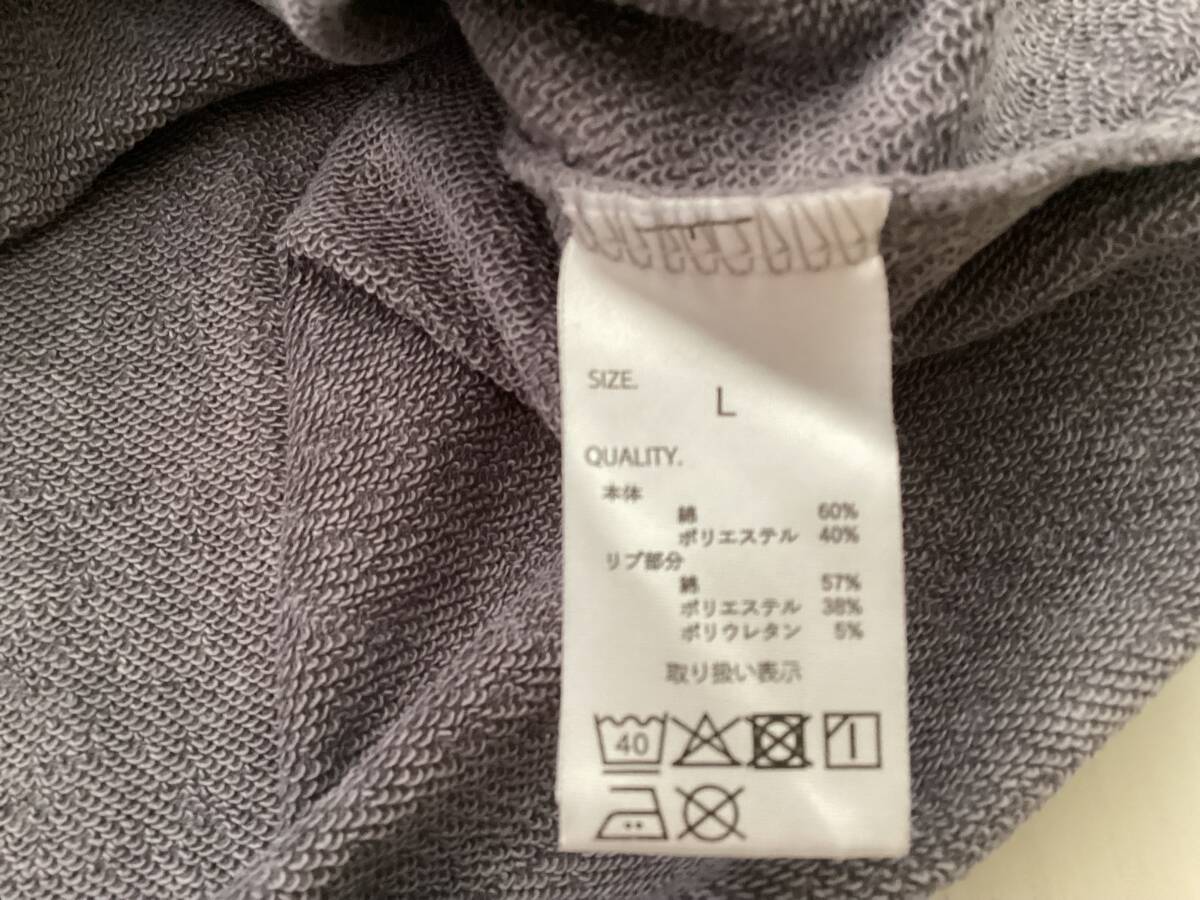 SIZE.
L
QUALITY.
本体
綿 60%
ポリエステル 40%
リブ部分
綿 57%
ポリエステル 38%
ポリウレタン 5%
取り扱い表示
40